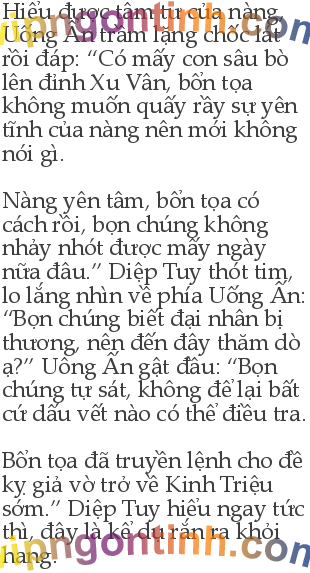 Hiểu được tâm tư của nàng,
Uống Ẩn trầm lặng chốc lát
rồi đáp: “Có mấy con sâu bò
lên đỉnh Xu Vân, bổn tọa
không muốn quấy rầy sự yên
tĩnh của nàng nên mới không
nói gì.
Nàng yên tâm, bổn tọa có
cách rồi, bọn chúng không
nhảy nhót được mấy ngày
nữa đâu.” Diệp Tuy thót tim,
lo lắng nhìn về phía Uống Ẩn:
“Bọn chúng biết đại nhân bị
thương, nên đến đây thăm dò
ạ?” Uông Ấn gật đầu: “Bọn
chúng tự sát, không để lại bất
cứ dấu vết nào có thể điều tra.
Bổn tọa đã truyền lệnh cho đề
kỵ giả vờ trở về Kinh Triệu
sớm.” Diệp Tuy hiểu ngay tức
thì, đây là kế dụ rắn ra khỏi
hang.